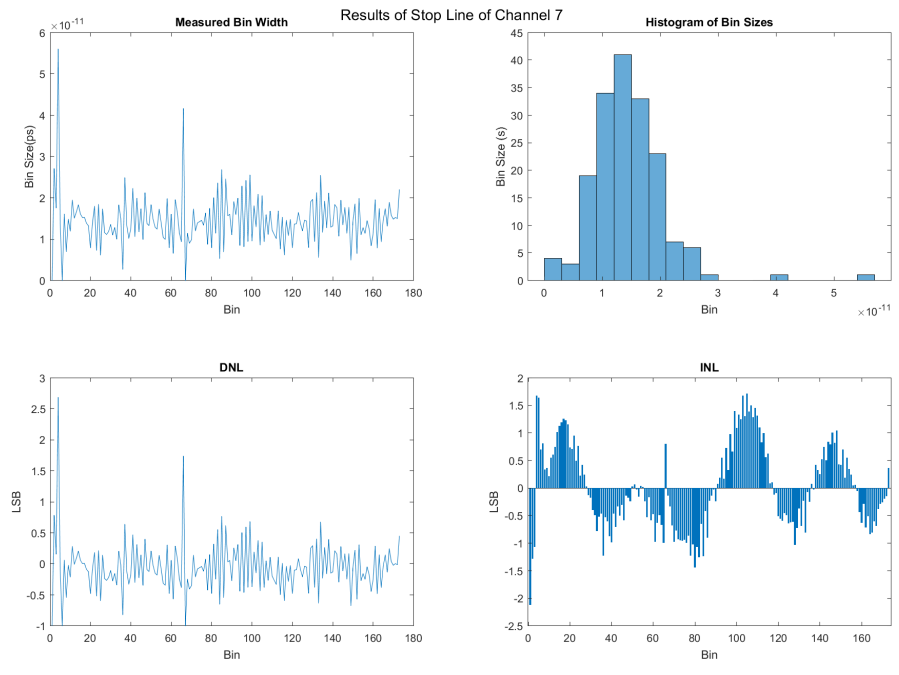 Results of Stop Line of Channel 7
Measured Bin Width
×10⁻¹¹
Bin Size(ps)
6
5
4
3
2
1
0
0 20 40 60 80 100 120 140 160 180
Bin
Histogram of Bin Sizes
Bin Size (s)
45
40
35
30
25
20
15
10
5
0
0 1 2 3 4 5
×10⁻¹¹
Bin
DNL
LSB
3
2.5
2
1.5
1
0.5
0
-0.5
-1
0 20 40 60 80 100 120 140 160 180
Bin
INL
LSB
2
1.5
1
0.5
0
-0.5
-1
-1.5
-2
-2.5
0 20 40 60 80 100 120 140 160
Bin